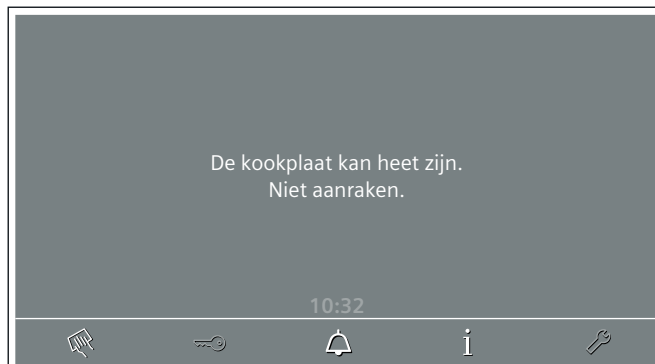 De kookplaat kan heet zijn.
Niet aanraken.
10:32
i